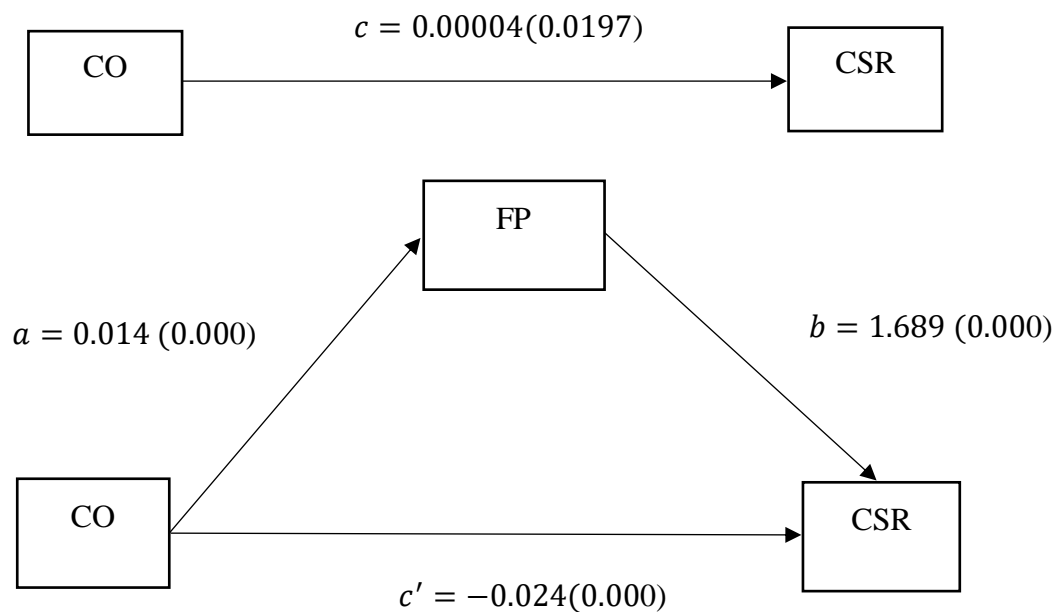 c = 0.00004(0.0197)
CO
CSR
FP
a = 0.014 (0.000)
b = 1.689 (0.000)
CO
CSR
c′ = −0.024(0.000)